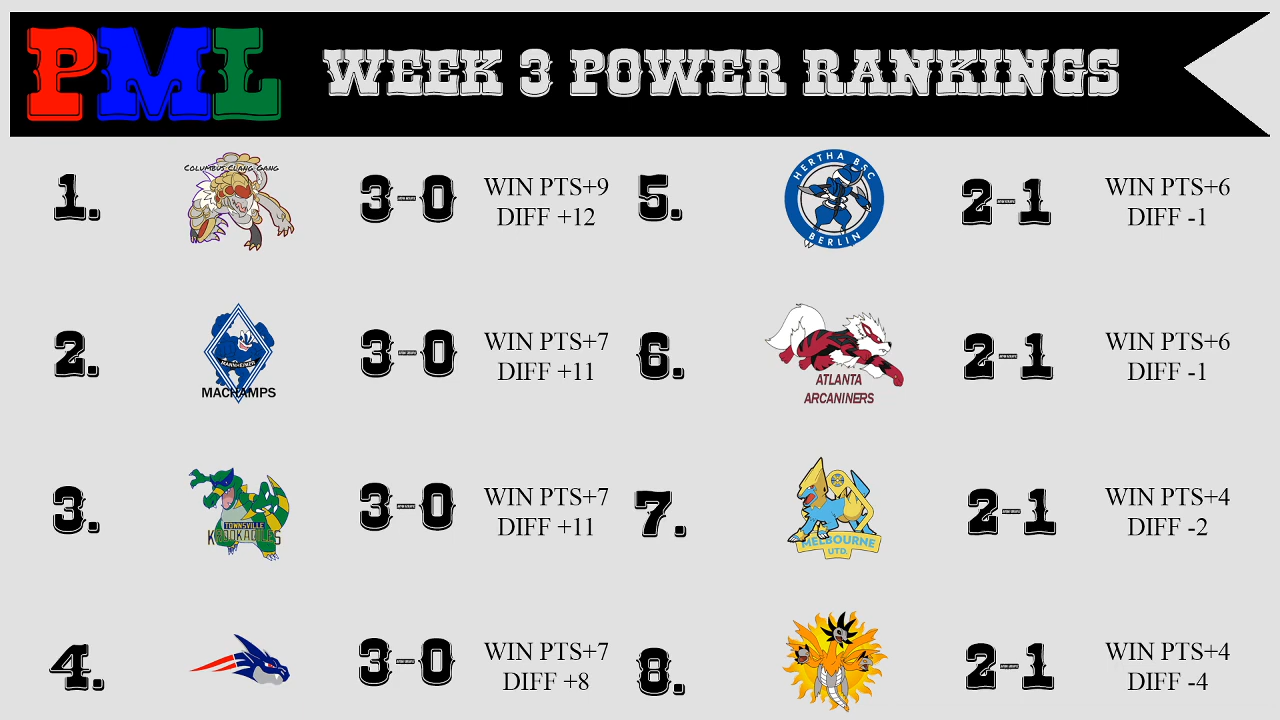 PML WEEK 3 POWER RANKINGS
1.
COLUMBUS CLANG GANG
3-0
WIN PTS+9
DIFF +12
2.
MANNHEIMER
MACHAMPS
3-0
WIN PTS+7
DIFF +11
3.
TOWNSVILLE
KROOKADILES
3-0
WIN PTS+7
DIFF +11
4.
3-0
WIN PTS+7
DIFF +8
5.
HERTHA BSC
BERLIN
2-1
WIN PTS+6
DIFF -1
6.
ATLANTA
ARCANINERS
2-1
WIN PTS+6
DIFF -1
7.
MELBOURNE
UTD.
2-1
WIN PTS+4
DIFF -2
8.
2-1
WIN PTS+4
DIFF -4